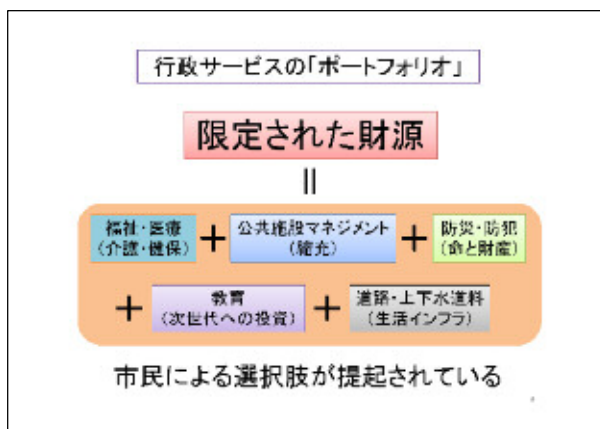 行政サービスの「ポートフォリオ」
限定された財源
=
福祉・医療
(介護・健保)
+
公共施設マネジメント
(縮充)
+
防災・防犯
(命と財産)
+
教育
(次世代への投資)
+
道路・上下水道料
(生活インフラ)
市民による選択肢が提起されている